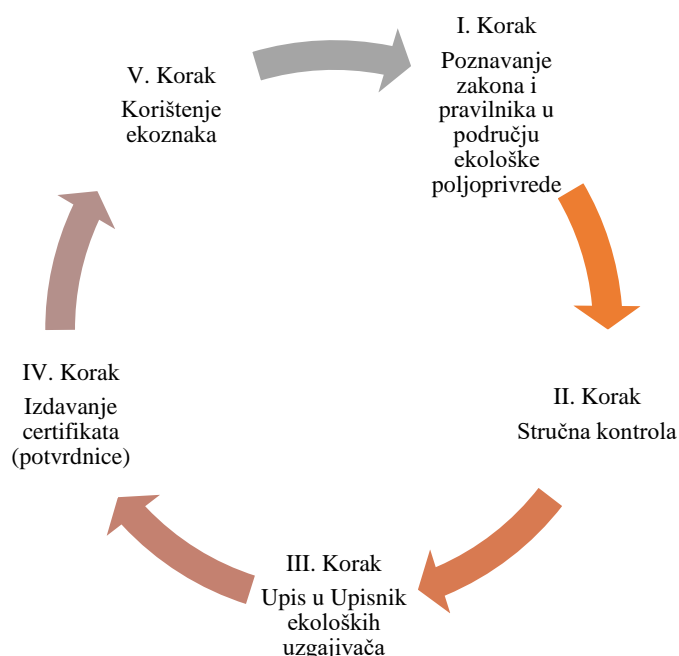 I. Korak
Poznavanje
zakona i
pravilnika u
području
ekološke
poljoprivrede
II. Korak
Stručna kontrola
III. Korak
Upis u Upisnik
ekoloških
uzgajivača
IV. Korak
Izdavanje
certifikata
(potvrdnice)
V. Korak
Korištenje
ekoznaka